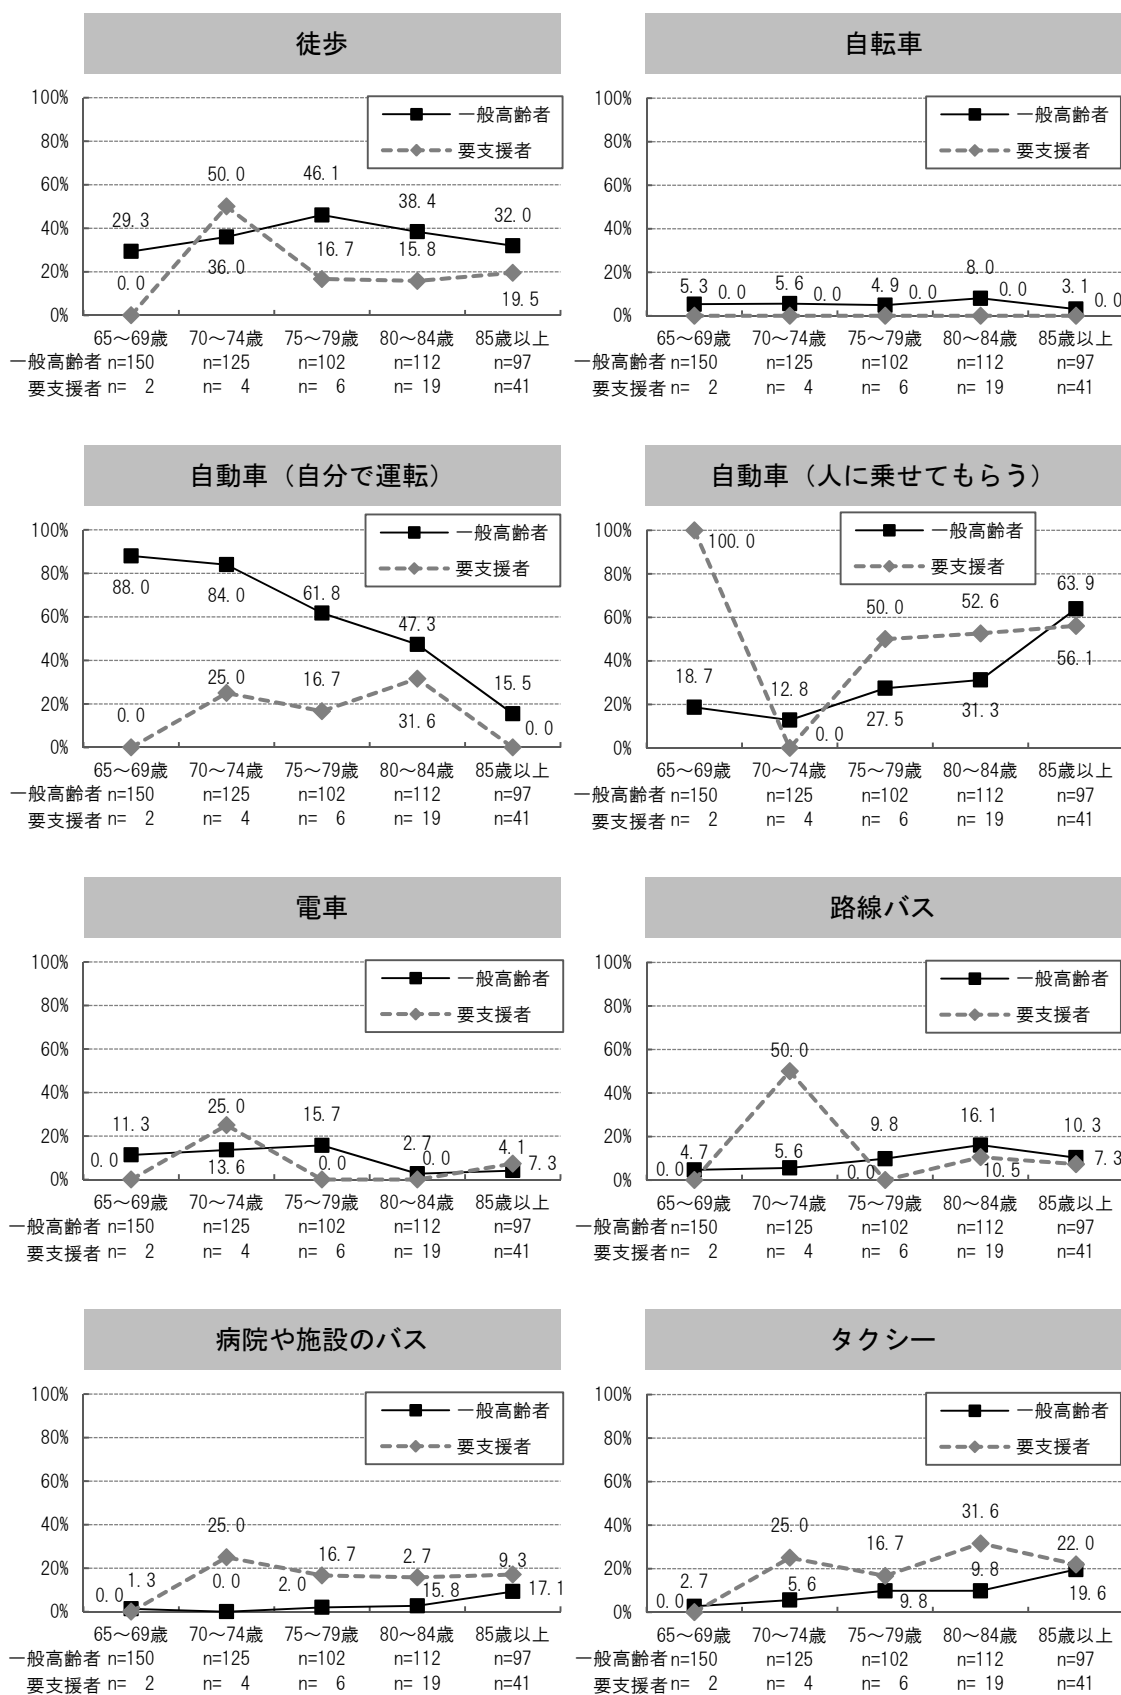 徒歩
100%
80%
60%
40%
20%
0%
一般高齢者
要支援者
29.3
36.0
46.1
38.4
32.0
0.0
50.0
16.7
15.8
19.5
65～69歳 70～74歳 75～79歳 80～84歳 85歳以上
一般高齢者 n=150 n=125 n=102 n=112 n=97
要支援者 n= 2 n= 4 n= 6 n= 19 n=41
自転車
100%
80%
60%
40%
20%
0%
一般高齢者
要支援者
5.3
5.6
4.9
8.0
3.1
0.0
0.0
0.0
0.0
0.0
65～69歳 70～74歳 75～79歳 80～84歳 85歳以上
一般高齢者 n=150 n=125 n=102 n=112 n=97
要支援者 n= 2 n= 4 n= 6 n= 19 n=41
自動車（自分で運転）
100%
80%
60%
40%
20%
0%
一般高齢者
要支援者
88.0
84.0
61.8
47.3
15.5
0.0
25.0
16.7
31.6
0.0
65～69歳 70～74歳 75～79歳 80～84歳 85歳以上
一般高齢者 n=150 n=125 n=102 n=112 n=97
要支援者 n= 2 n= 4 n= 6 n= 19 n=41
自動車（人に乗せてもらう）
100%
80%
60%
40%
20%
0%
一般高齢者
要支援者
18.7
12.8
27.5
31.3
63.9
100.0
0.0
50.0
52.6
56.1
65～69歳 70～74歳 75～79歳 80～84歳 85歳以上
一般高齢者 n=150 n=125 n=102 n=112 n=97
要支援者 n= 2 n= 4 n= 6 n= 19 n=41
電車
100%
80%
60%
40%
20%
0%
一般高齢者
要支援者
11.3
13.6
15.7
2.7
4.1
0.0
25.0
0.0
0.0
7.3
65～69歳 70～74歳 75～79歳 80～84歳 85歳以上
一般高齢者 n=150 n=125 n=102 n=112 n=97
要支援者 n= 2 n= 4 n= 6 n= 19 n=41
路線バス
100%
80%
60%
40%
20%
0%
一般高齢者
要支援者
4.7
5.6
9.8
16.1
10.3
0.0
50.0
0.0
10.5
7.3
65～69歳 70～74歳 75～79歳 80～84歳 85歳以上
一般高齢者 n=150 n=125 n=102 n=112 n=97
要支援者 n= 2 n= 4 n= 6 n= 19 n=41
病院や施設のバス
100%
80%
60%
40%
20%
0%
一般高齢者
要支援者
1.3
0.0
2.0
2.7
9.3
0.0
25.0
16.7
15.8
17.1
65～69歳 70～74歳 75～79歳 80～84歳 85歳以上
一般高齢者 n=150 n=125 n=102 n=112 n=97
要支援者 n= 2 n= 4 n= 6 n= 19 n=41
タクシー
100%
80%
60%
40%
20%
0%
一般高齢者
要支援者
2.7
5.6
9.8
9.8
19.6
0.0
25.0
16.7
31.6
22.0
65～69歳 70～74歳 75～79歳 80～84歳 85歳以上
一般高齢者 n=150 n=125 n=102 n=112 n=97
要支援者 n= 2 n= 4 n= 6 n= 19 n=41